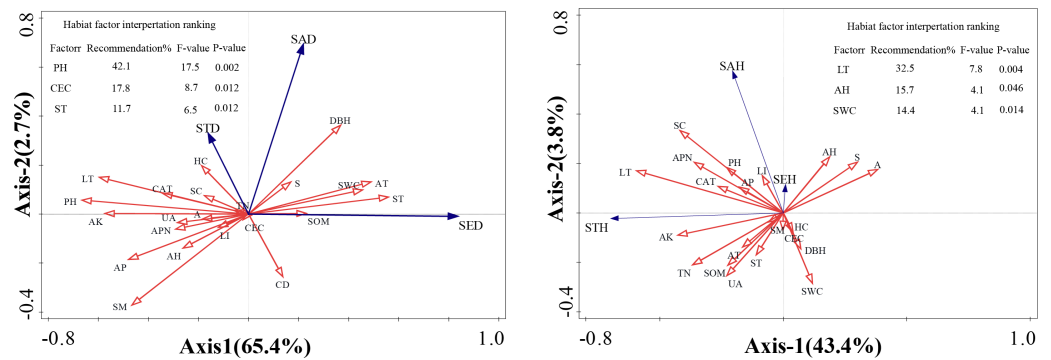 0.8
Habiat factor interpertation ranking
Factorr Recommendation% F-value P-value
PH 42.1 17.5 0.002
CEC 17.8 8.7 0.012
ST 11.7 6.5 0.012
SAD
STD
DBH
HC
LT
CAT
SC
S
SWC
AT
ST
PH
TN
AK
UA
A
SOM
SED
APN
LI
CEC
AP
AH
CD
SM
Axis-2(2.7%)
-0.4
-0.8
1.0
Axis1(65.4%)
0.8
Habiat factor interpertation ranking
Factor Recommendation% F-value P-value
LT 32.5 7.8 0.004
AH 15.7 4.1 0.046
SWC 14.4 4.1 0.014
SAH
SC
APN
PH
LI
AH
S
A
LT
CAT
AP
SEH
STH
AK
SM
HC
CEC
DBH
AT
TN
SOM
ST
UA
SWC
Axis-2(3.8%)
-0.4
-0.8
1.0
Axis-1(43.4%)